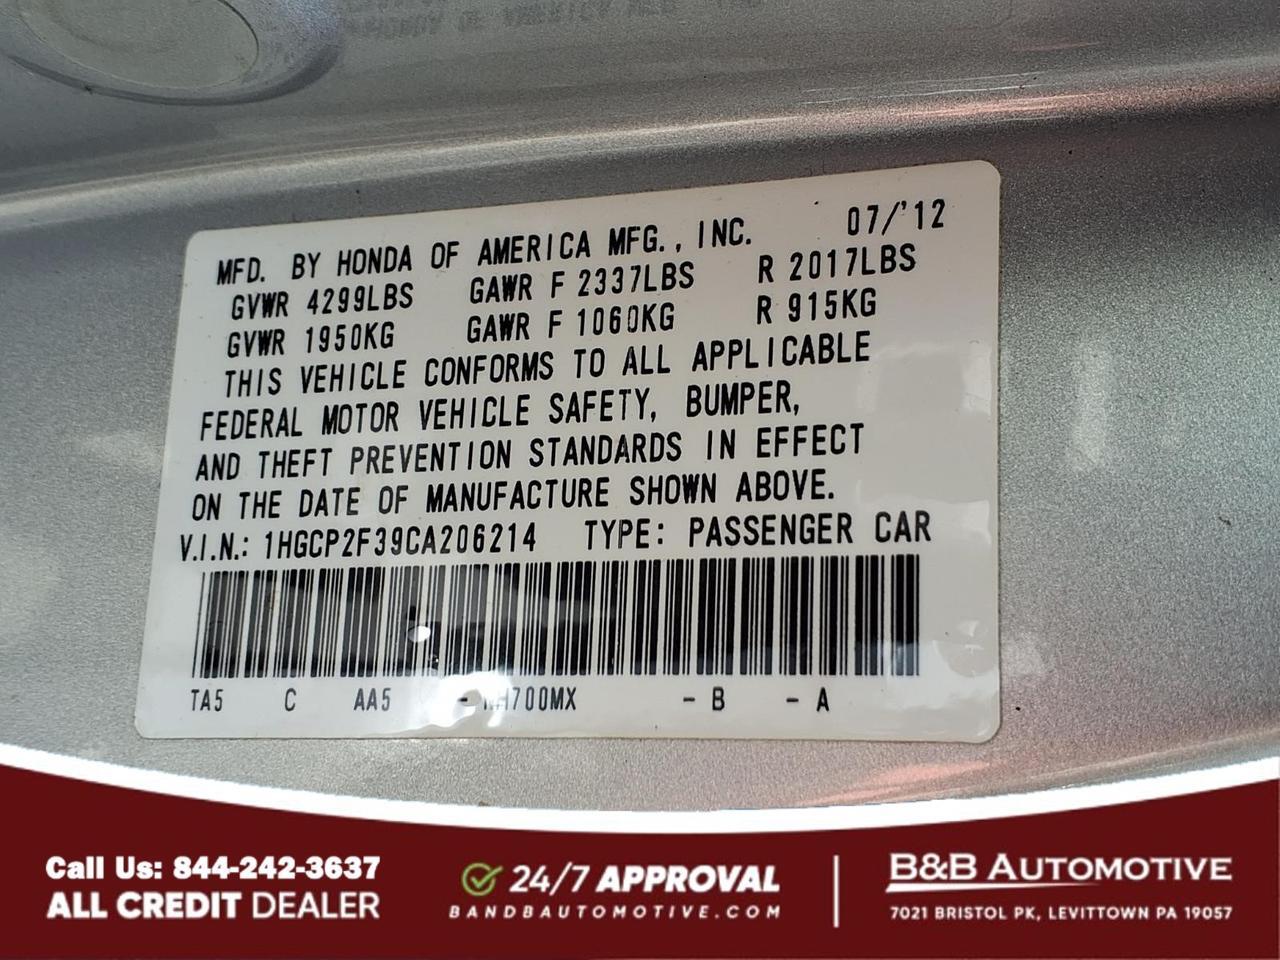 MFD. BY HONDA OF AMERICA MFG., INC. 07/'12
GVWR 4299LBS GAWR F 2337LBS R 2017LBS
GVWR 1950KG GAWR F 1060KG R 915KG
THIS VEHICLE CONFORMS TO ALL APPLICABLE
FEDERAL MOTOR VEHICLE SAFETY, BUMPER,
AND THEFT PREVENTION STANDARDS IN EFFECT
ON THE DATE OF MANUFACTURE SHOWN ABOVE.
V.I.N.: 1HGCP2F39CA206214 TYPE: PASSENGER CAR
TA5 C AA5 - NH700MX - B - A
Call Us: 844-242-3637
ALL CREDIT DEALER
24/7 APPROVAL
BANDBAUTOMOTIVE.COM
B&B AUTOMOTIVE
7021 BRISTOL PK, LEVITTOWN PA 19057